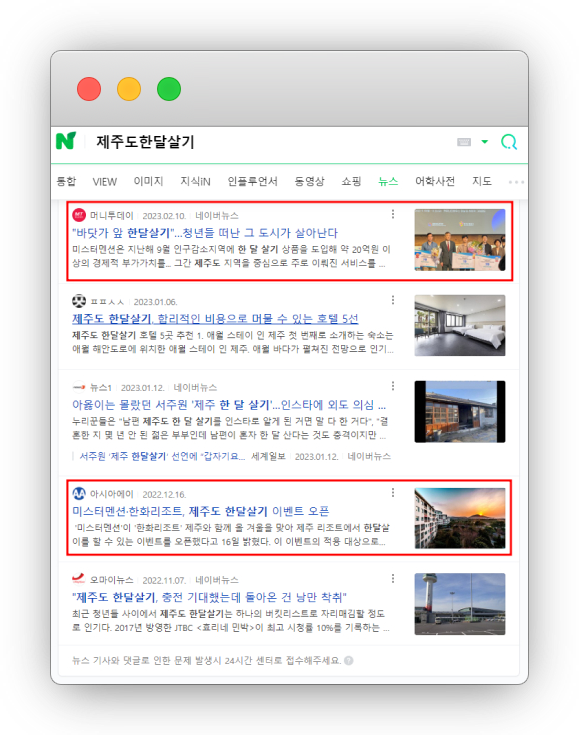 N 제주도한달살기
통합 VIEW 이미지 지식iN 인플루언서 동영상 쇼핑 뉴스 어학사전 지도
MT 머니투데이 2023.02.10. 네이버뉴스
"바닷가 앞 한달살기"...청년들 떠난 그 도시가 살아난다
미스터멘션은 지난해 9월 인구감소지역에 한 달 살기 상품을 도입해 약 20억원 이
상의 경제적 부가가치를... 그간 제주도 지역을 중심으로 주로 이뤄진 서비스를 ...
ㅍㅍㅅㅅ 2023.01.06.
제주도 한달살기, 합리적인 비용으로 머물 수 있는 호텔 5선
제주도 한달살기 호텔 5곳 추천 1. 애월 스테이 인 제주 첫 번째로 소개하는 숙소는
애월 해안도로에 위치한 애월 스테이 인 제주. 애월 바다가 펼쳐진 전망으로 인기...
뉴스1 2023.01.12. 네이버뉴스
아옳이는 몰랐던 서주원 '제주 한 달 살기'...인스타에 외도 의심 ...
누리꾼들은 "남편 제주도 한 달 살기를 인스타로 알게 된 거면 말 다 한 거다", "결
혼한 지 몇 년 안 된 젊은 부부인데 남편이 혼자 한 달 산다는 것도 충격이지만 ...
서주원 '제주 한달살기' 선언에 "갑자기요... 세계일보 2023.01.12. 네이버뉴스
AA 아시아에이 2022.12.16.
미스터멘션·한화리조트, 제주도 한달살기 이벤트 오픈
'미스터멘션'이 '한화리조트' 제주와 함께 올 겨울을 맞아 제주 리조트에서 한달살
이를 할 수 있는 이벤트를 오픈했다고 16일 밝혔다. 이 이벤트의 적용 대상으로...
오마이뉴스 2022.11.07. 네이버뉴스
"제주도 한달살기, 충전 기대했는데 돌아온 건 낭만 착취"
최근 청년들 사이에서 제주도 한달살기는 하나의 버킷리스트로 자리매김할 정도
로 인기다. 2017년 방영한 JTBC <효리네 민박>이 최고 시청률 10%를 기록하는 ...
뉴스 기사와 댓글로 인한 문제 발생시 24시간 센터로 접수해주세요.